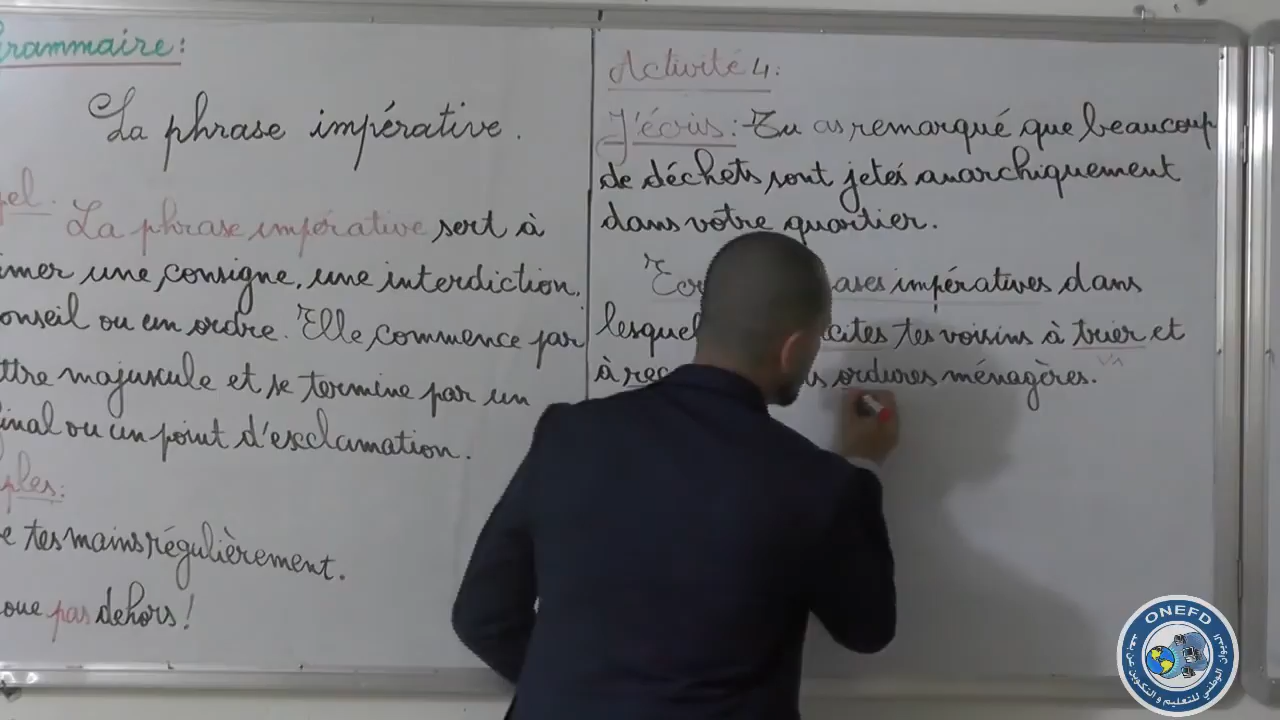 Grammaire:
La phrase impérative.
pel.
La phrase impérative sert à
imer une consigne, une interdiction,
onseil ou un ordre. Elle commence par
ttre majuscule et se termine par un
inal ou un point d'exclamation.
ples:
e tes mains régulièrement.
oue pas dehors!
Activité 4:
J'écris: Tu as remarqué que beaucoup
de déchets sont jetés anarchiquement
dans votre quartier.
Ecr ases impératives dans
lesquel cites tes voisins à trier et
à rec s ordures ménagères.
ONEFD